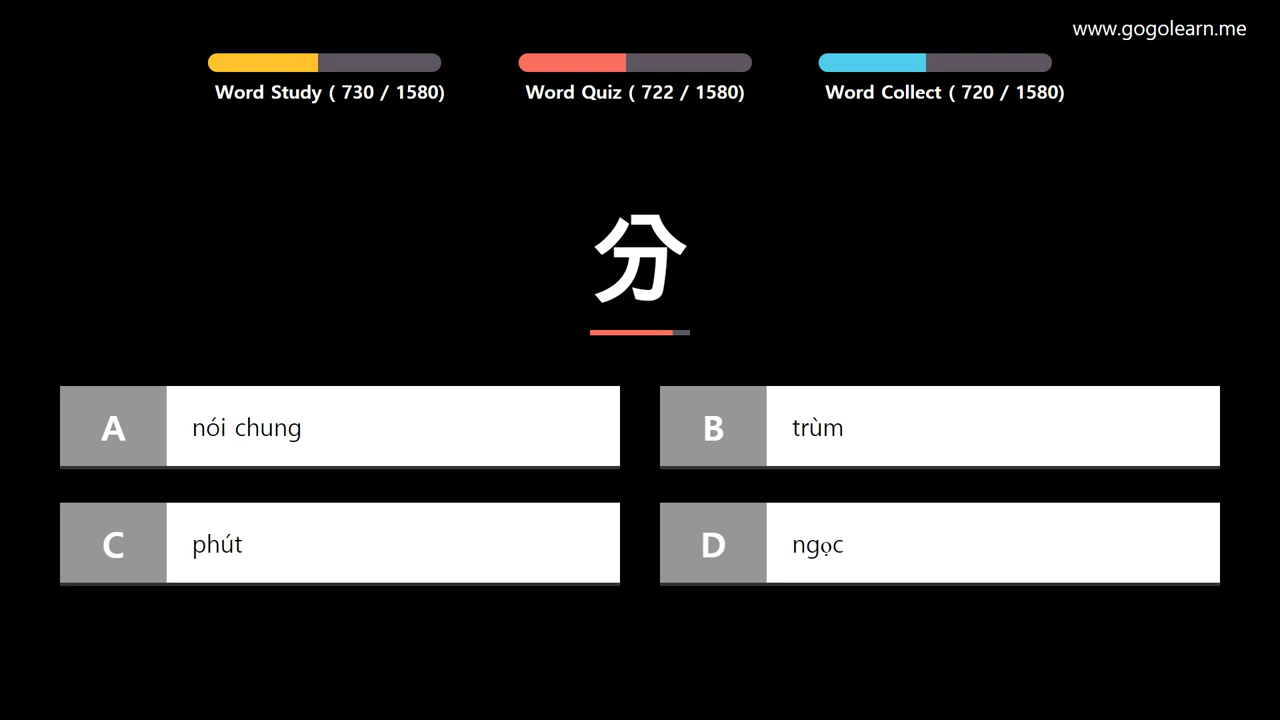 www.gogolearn.me
Word Study ( 730 / 1580)
Word Quiz ( 722 / 1580)
Word Collect ( 720 / 1580)
分
A nói chung
B trùm
C phút
D ngọc